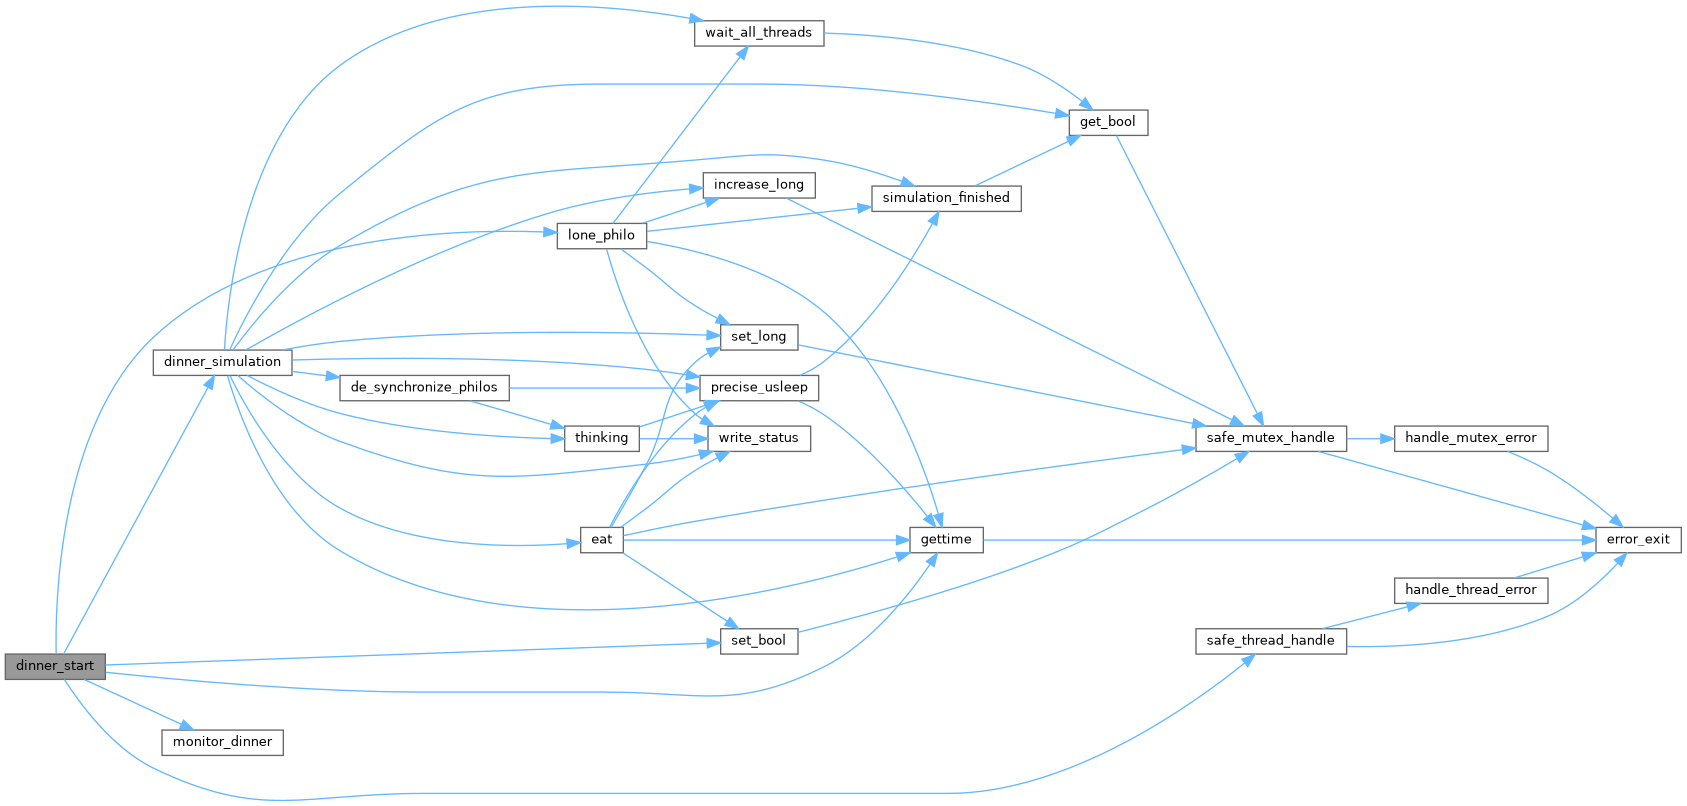 wait_all_threads
get_bool
increase_long
simulation_finished
lone_philo
set_long
dinner_simulation
de_synchronize_philos
precise_usleep
thinking
write_status
safe_mutex_handle
handle_mutex_error
eat
gettime
error_exit
handle_thread_error
set_bool
safe_thread_handle
dinner_start
monitor_dinner